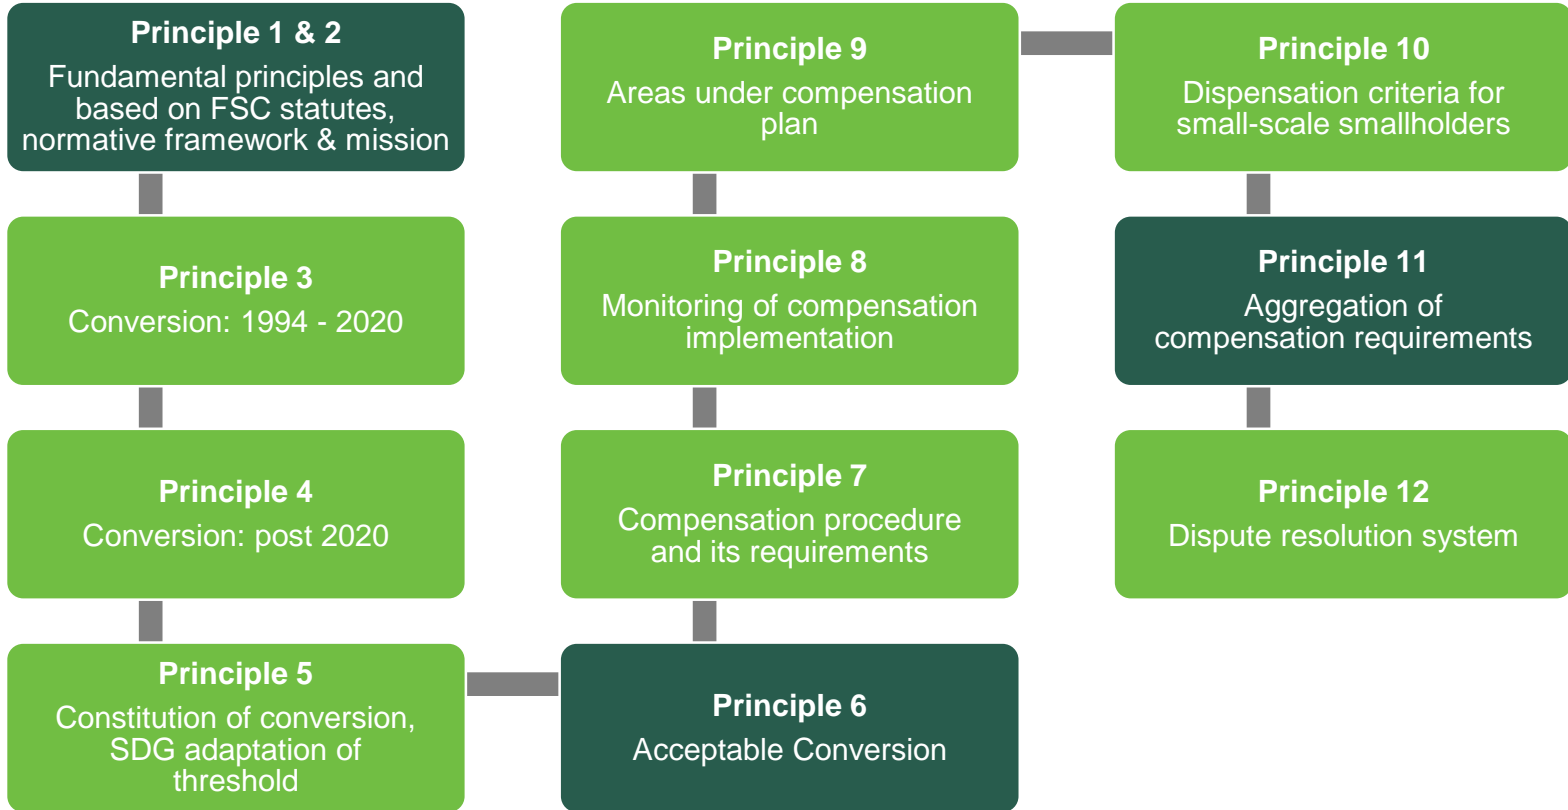 Principle 1 & 2
Fundamental principles and
based on FSC statutes,
normative framework & mission
Principle 3
Conversion: 1994 - 2020
Principle 4
Conversion: post 2020
Principle 5
Constitution of conversion,
SDG adaptation of
threshold
Principle 6
Acceptable Conversion
Principle 7
Compensation procedure
and its requirements
Principle 8
Monitoring of compensation
implementation
Principle 9
Areas under compensation
plan
Principle 10
Dispensation criteria for
small-scale smallholders
Principle 11
Aggregation of
compensation requirements
Principle 12
Dispute resolution system